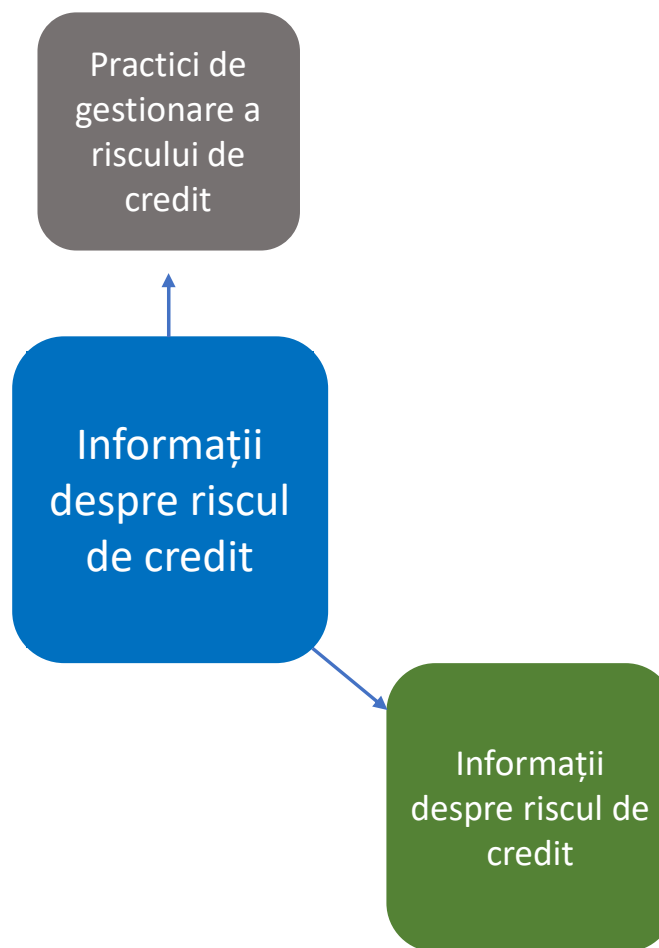 Practici de
gestionare a
riscului de
credit
Informații
despre riscul
de credit
Informații
despre riscul de
credit